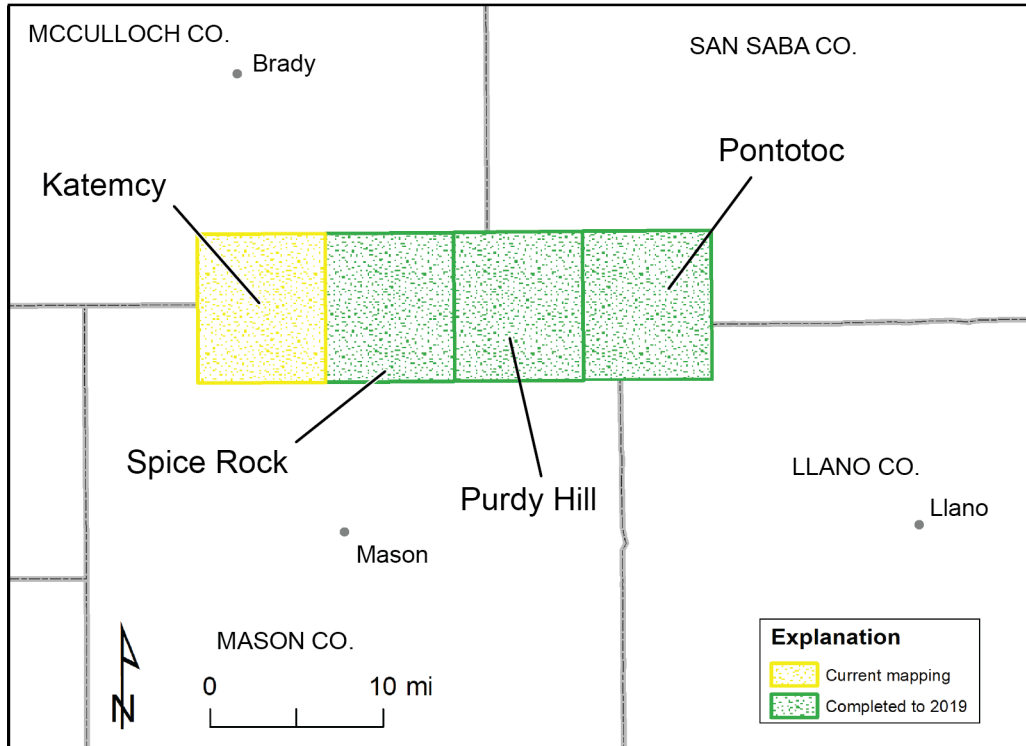 MCCULLOCH CO.
Brady
SAN SABA CO.
Pontotoc
Katemcy
Spice Rock
Purdy Hill
LLANO CO.
Llano
Mason
MASON CO.
N
0 10 mi
Explanation
Current mapping
Completed to 2019